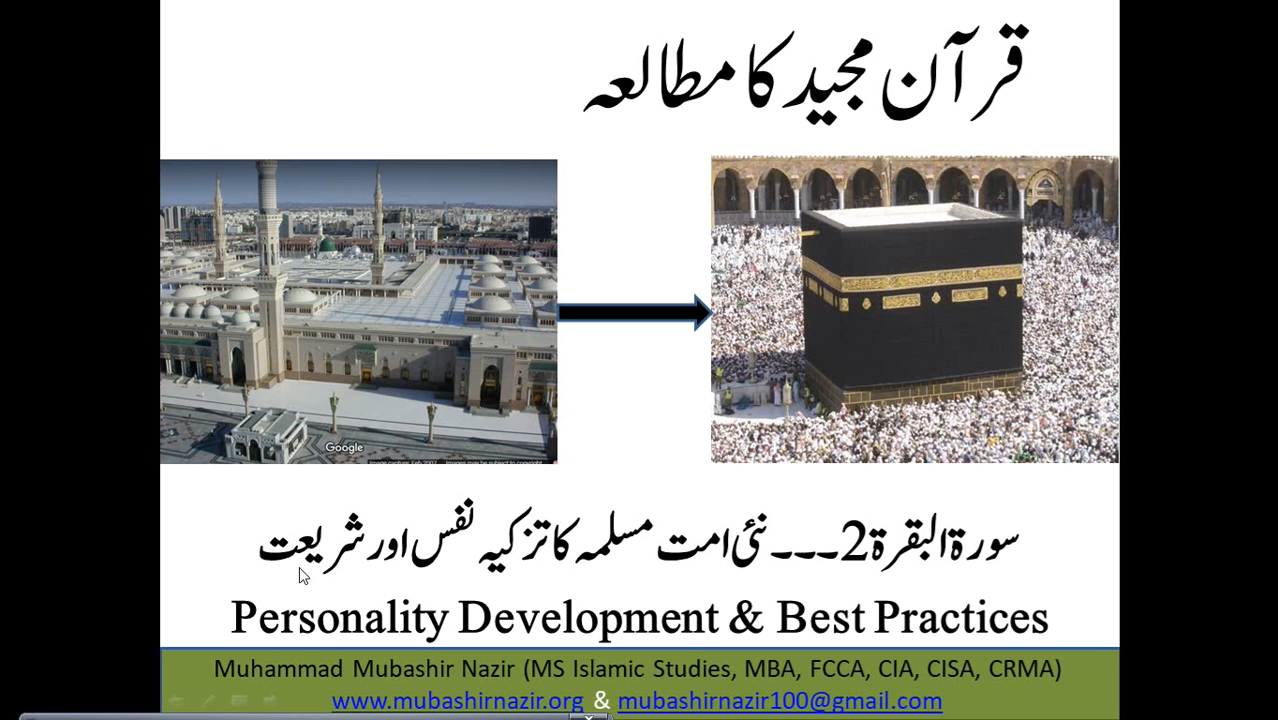 قرآن مجید کا مطالعہ
Google
سورۃ البقرۃ 2۔۔۔ نئی امت مسلمہ کا تزکیہ نفس اور شریعت
Personality Development & Best Practices
Muhammad Mubashir Nazir (MS Islamic Studies, MBA, FCCA, CIA, CISA, CRMA)
www.mubashirnazir.org & mubashirnazir100@gmail.com